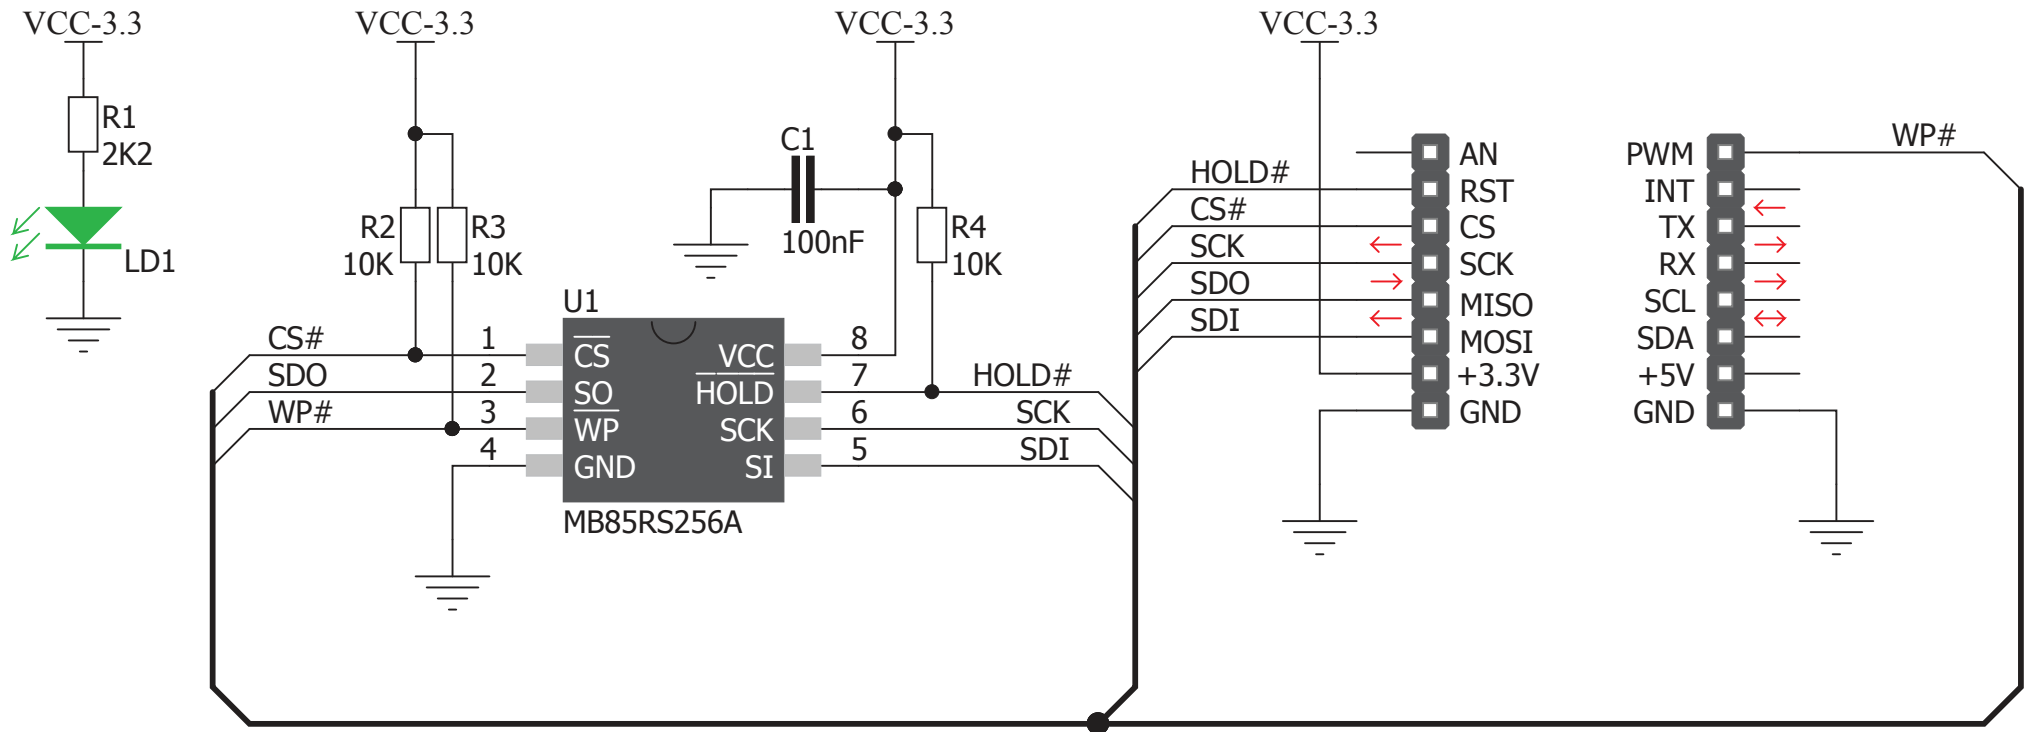 VCC-3.3
VCC-3.3
VCC-3.3
VCC-3.3
R1
2K2
LD1
R2
10K
R3
10K
C1
100nF
R4
10K
U1
CS#
1
CS
SDO
2
SO
WP#
3
WP
4
GND
VCC
8
HOLD
7
HOLD#
SCK
6
SCK
SI
5
SDI
MB85RS256A
HOLD#
CS#
SCK
SDO
SDI
AN
RST
CS
SCK
MISO
MOSI
+3.3V
GND
PWM
INT
TX
RX
SCL
SDA
+5V
GND
WP#